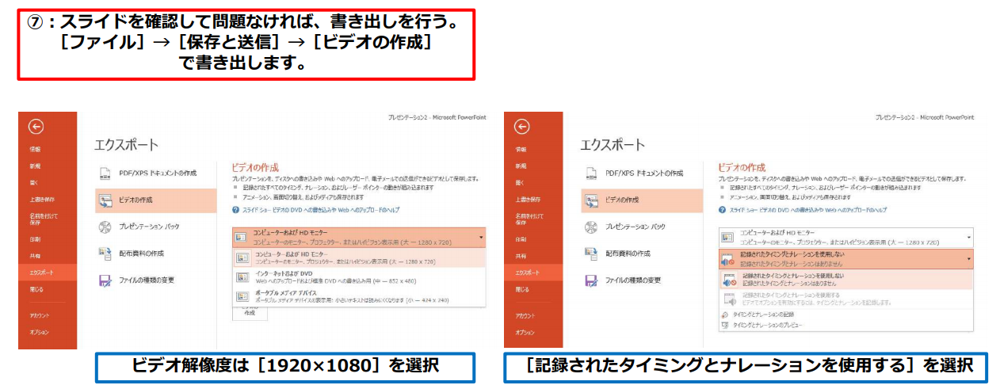 ⑦：スライドを確認して問題なければ、書き出しを行う。
［ファイル］→［保存と送信］→［ビデオの作成］
で書き出します。
プレゼンテーション2 - Microsoft PowerPoint
情報
新規
開く
上書き保存
名前を付けて
保存
印刷
共有
エクスポート
閉じる
アカウント
オプション
エクスポート
PDF/XPS ドキュメントの作成
ビデオの作成
プレゼンテーション パック
配布資料の作成
ファイルの種類の変更
ビデオの作成
プレゼンテーションを、ディスクへの書き込みや Web へのアップロード、電子メールでの送信ができるビデオとして保存します。
記録されたすべてのタイミング、ナレーション、およびレーザー ポインターの動きが組み込まれます
アニメーション、画面切り替え、およびメディアも保存されます
スライド ショー ビデオの DVD への書き込みや Web へのアップロードのヘルプ
コンピューターおよび HD モニター
コンピューターのモニター、プロジェクター、またはハイビジョン表示用 (大 — 1280 x 720)
コンピューターおよび HD モニター
コンピューターのモニター、プロジェクター、またはハイビジョン表示用 (大 — 1280 x 720)
インターネットおよび DVD
Web へのアップロードおよび標準 DVD への書き込み用 (中 — 852 x 480)
ポータブル メディア デバイス
ポータブル メディア デバイスの表示用: 小さいテキストは読みにくくなります (小 — 424 x 240)
作成
ビデオ解像度は［1920×1080］を選択
プレゼンテーション2 - Microsoft PowerPoint
情報
新規
開く
上書き保存
名前を付けて
保存
印刷
共有
エクスポート
閉じる
アカウント
オプション
エクスポート
PDF/XPS ドキュメントの作成
ビデオの作成
プレゼンテーション パック
配布資料の作成
ファイルの種類の変更
ビデオの作成
プレゼンテーションを、ディスクへの書き込みや Web へのアップロード、電子メールでの送信ができるビデオとして保存します。
記録されたすべてのタイミング、ナレーション、およびレーザー ポインターの動きが組み込まれます
アニメーション、画面切り替え、およびメディアも保存されます
スライド ショー ビデオの DVD への書き込みや Web へのアップロードのヘルプ
コンピューターおよび HD モニター
コンピューターのモニター、プロジェクター、またはハイビジョン表示用 (大 — 1280 x 720)
記録されたタイミングとナレーションを使用しない
記録されたタイミングとナレーションはありません
記録されたタイミングとナレーションを使用しない
記録されたタイミングとナレーションはありません
記録されたタイミングとナレーションを使用する
ビデオでオプションを有効にするには、タイミングとナレーションを記録します。
タイミングとナレーションの記録
タイミングとナレーションのプレビュー
［記録されたタイミングとナレーションを使用する］を選択